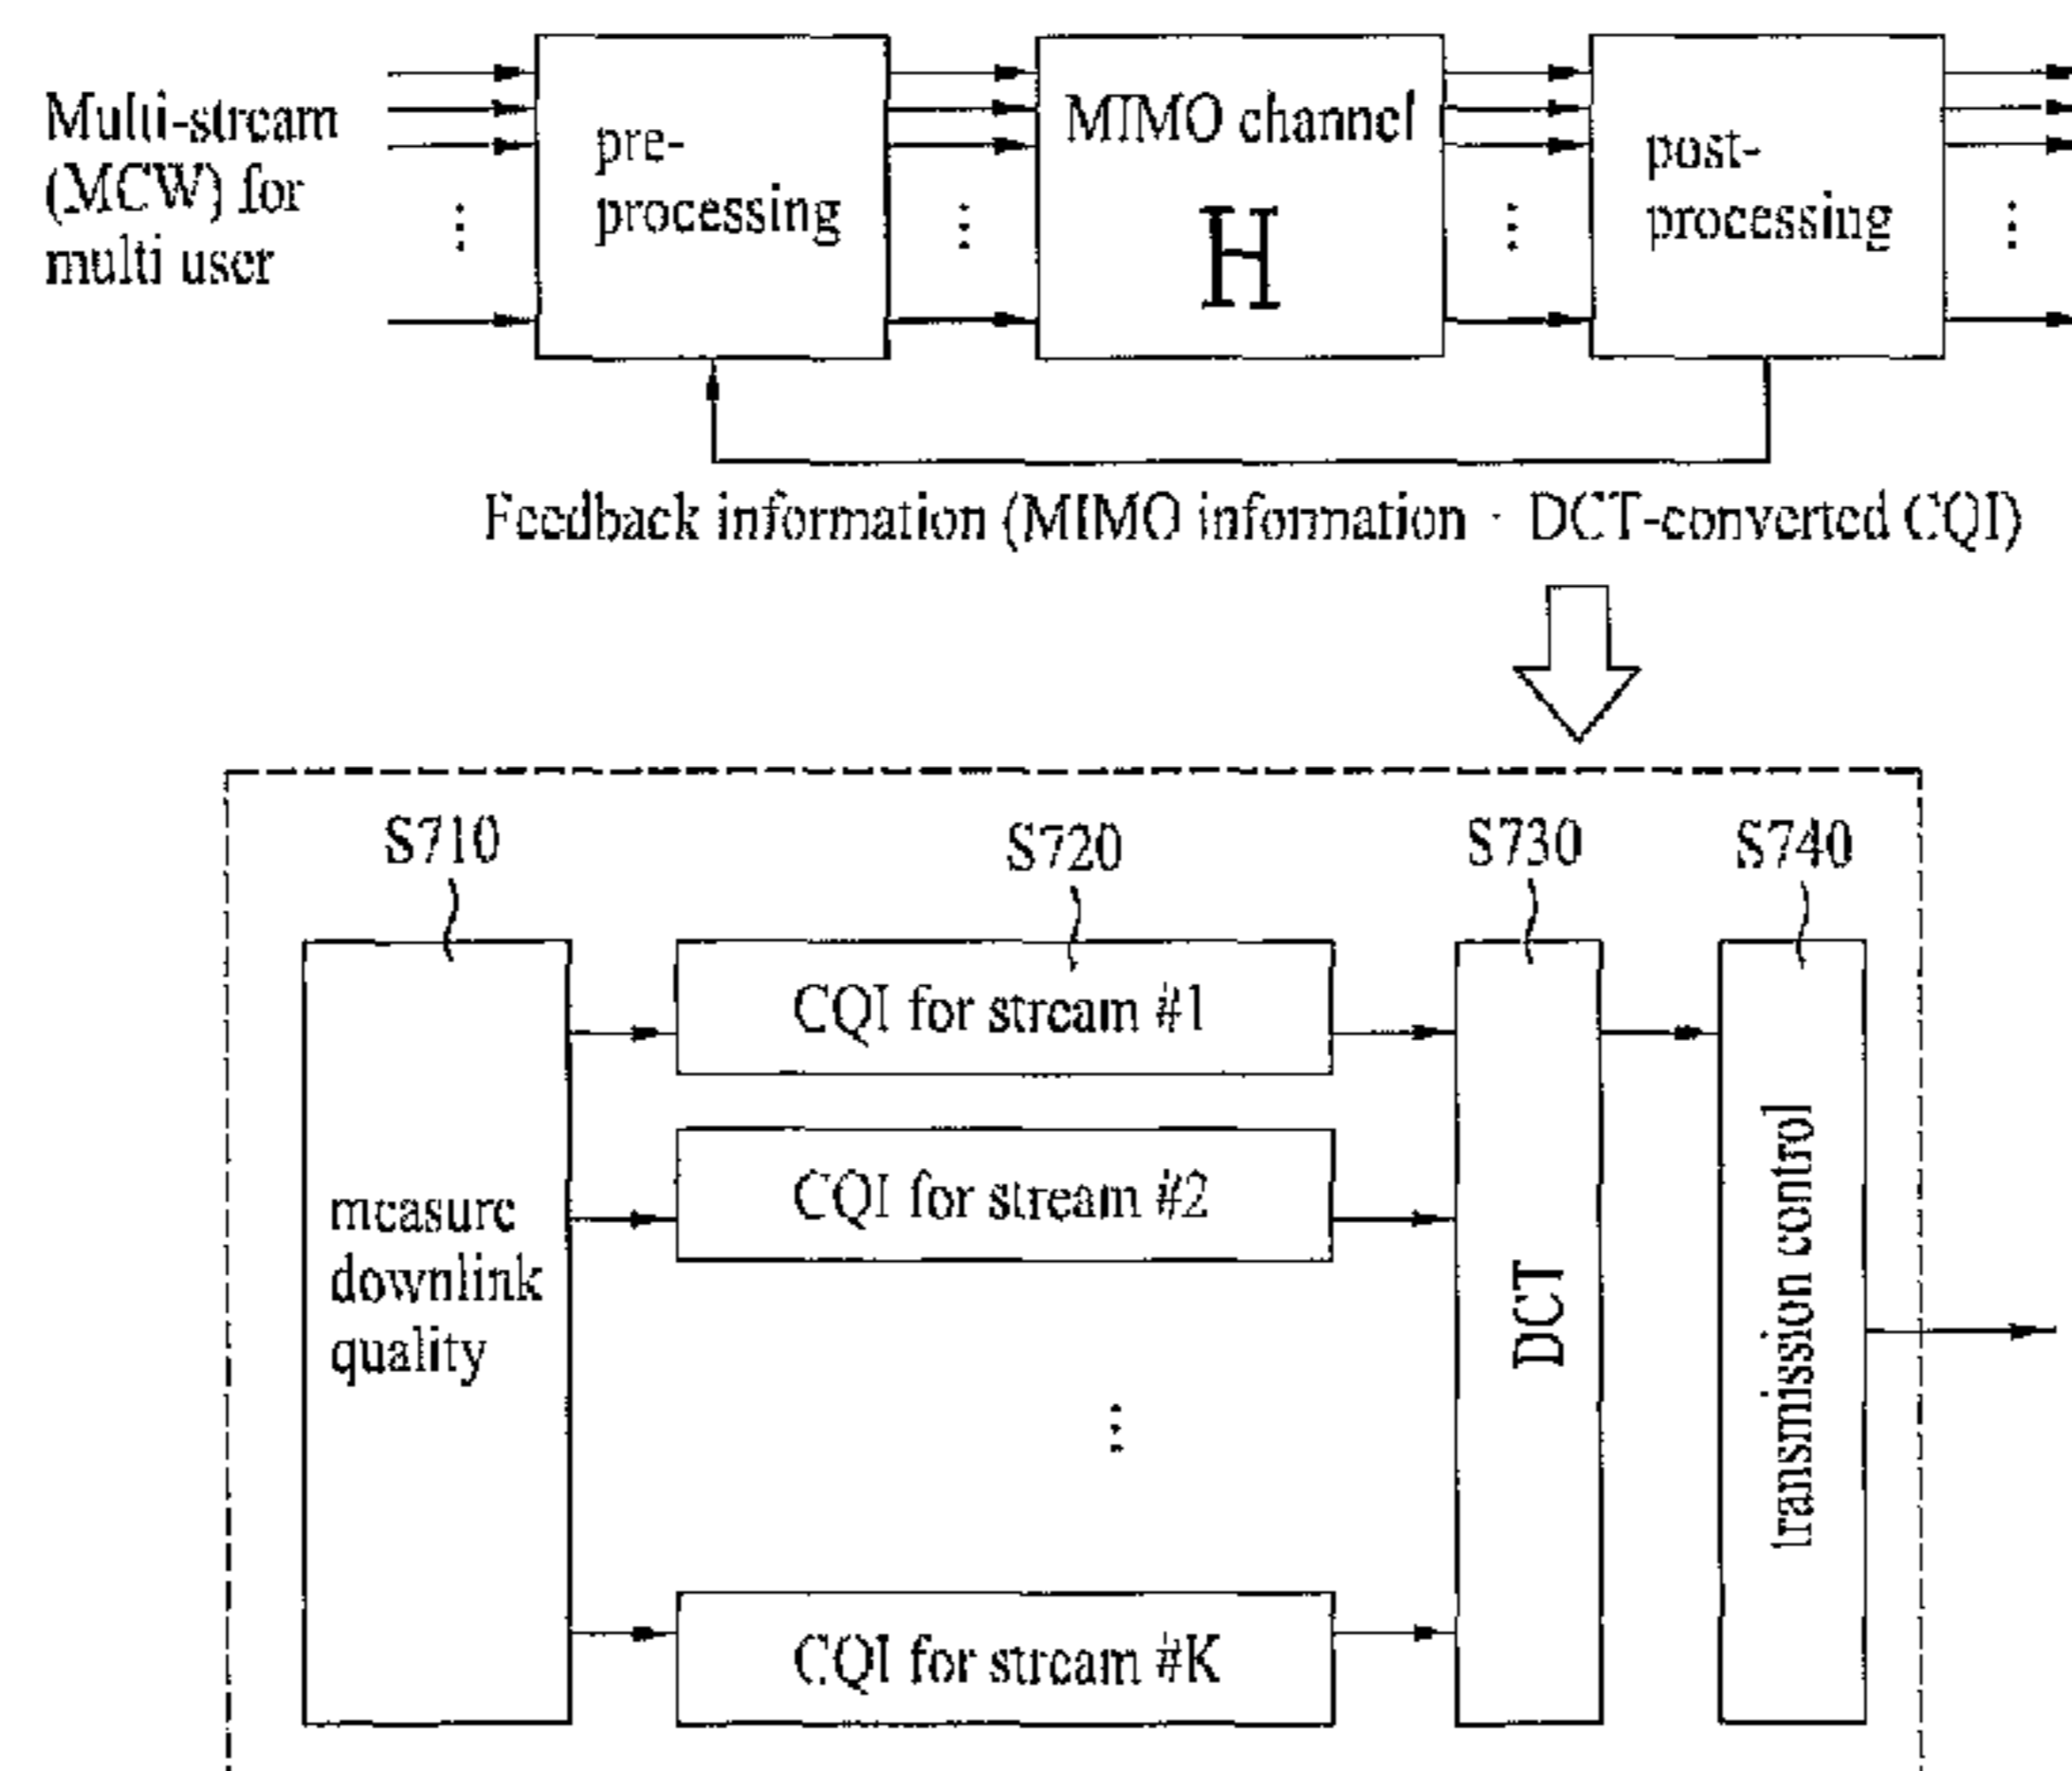 Multi-stream
(MCW) for
multi user
pre-
processing
MIMO channel
H
post-
processing
Feedback information (MIMO information · DCT-converted CQI)
S710
S720
S730
S740
measure
downlink
quality
CQI for stream #1
CQI for stream #2
CQI for stream #K
DCT
transmission control